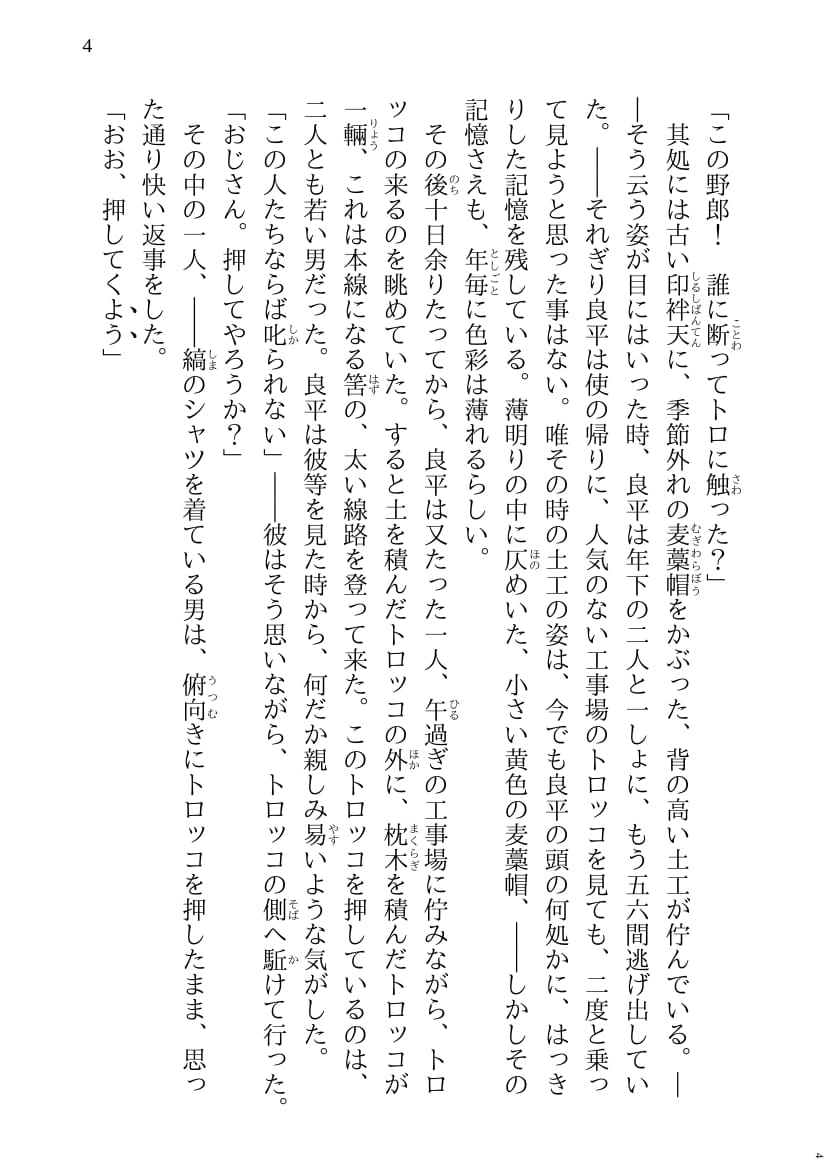 4
「この野郎！　誰に断ってトロに触った？」
　其処には古い印袢天に、季節外れの麦藁帽をかぶった、背の高い土工が佇んでいる。―
―そう云う姿が目にはいった時、良平は年下の二人と一しょに、もう五六間逃げ出してい
た。――それぎり良平は使の帰りに、人気のない工事場のトロッコを見ても、二度と乗っ
て見ようと思った事はない。唯その時の土工の姿は、今でも良平の頭の何処かに、はっき
りした記憶を残している。薄明りの中に仄めいた、小さい黄色の麦藁帽、――しかしその
記憶さえも、年毎に色彩は薄れるらしい。
　その後十日余りたってから、良平は又たった一人、午過ぎの工事場に佇みながら、トロ
ッコの来るのを眺めていた。すると土を積んだトロッコの外に、枕木を積んだトロッコが
一輛、これは本線になる筈の、太い線路を登って来た。このトロッコを押しているのは、
二人とも若い男だった。良平は彼等を見た時から、何だか親しみ易いような気がした。
「この人たちならば叱られない」――彼はそう思いながら、トロッコの側へ駈けて行った。
「おじさん。押してやろうか？」
　その中の一人、――縞のシャツを着ている男は、俯向きにトロッコを押したまま、思っ
た通り快い返事をした。
「おお、押してくよう」
4